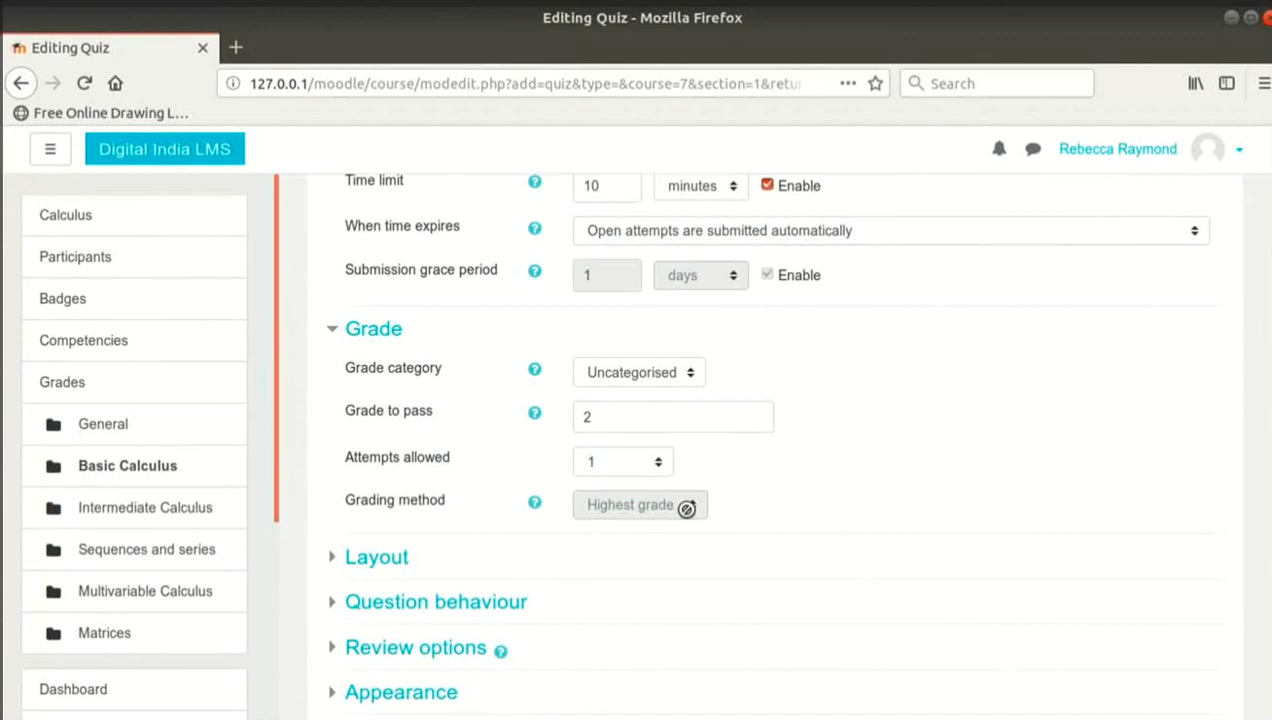 Editing Quiz - Mozilla Firefox
Editing Quiz
127.0.0.1/moodle/course/modedit.php?add=quiz&type=&course=7&section=1&retu
Search
Free Online Drawing L...
Digital India LMS
Rebecca Raymond
Calculus
Participants
Badges
Competencies
Grades
General
Basic Calculus
Intermediate Calculus
Sequences and series
Multivariable Calculus
Matrices
Dashboard
Time limit ? 10 minutes Enable
When time expires ? Open attempts are submitted automatically
Submission grace period ? 1 days Enable
Grade
Grade category ? Uncategorised
Grade to pass ? 2
Attempts allowed 1
Grading method ? Highest grade
Layout
Question behaviour
Review options ?
Appearance